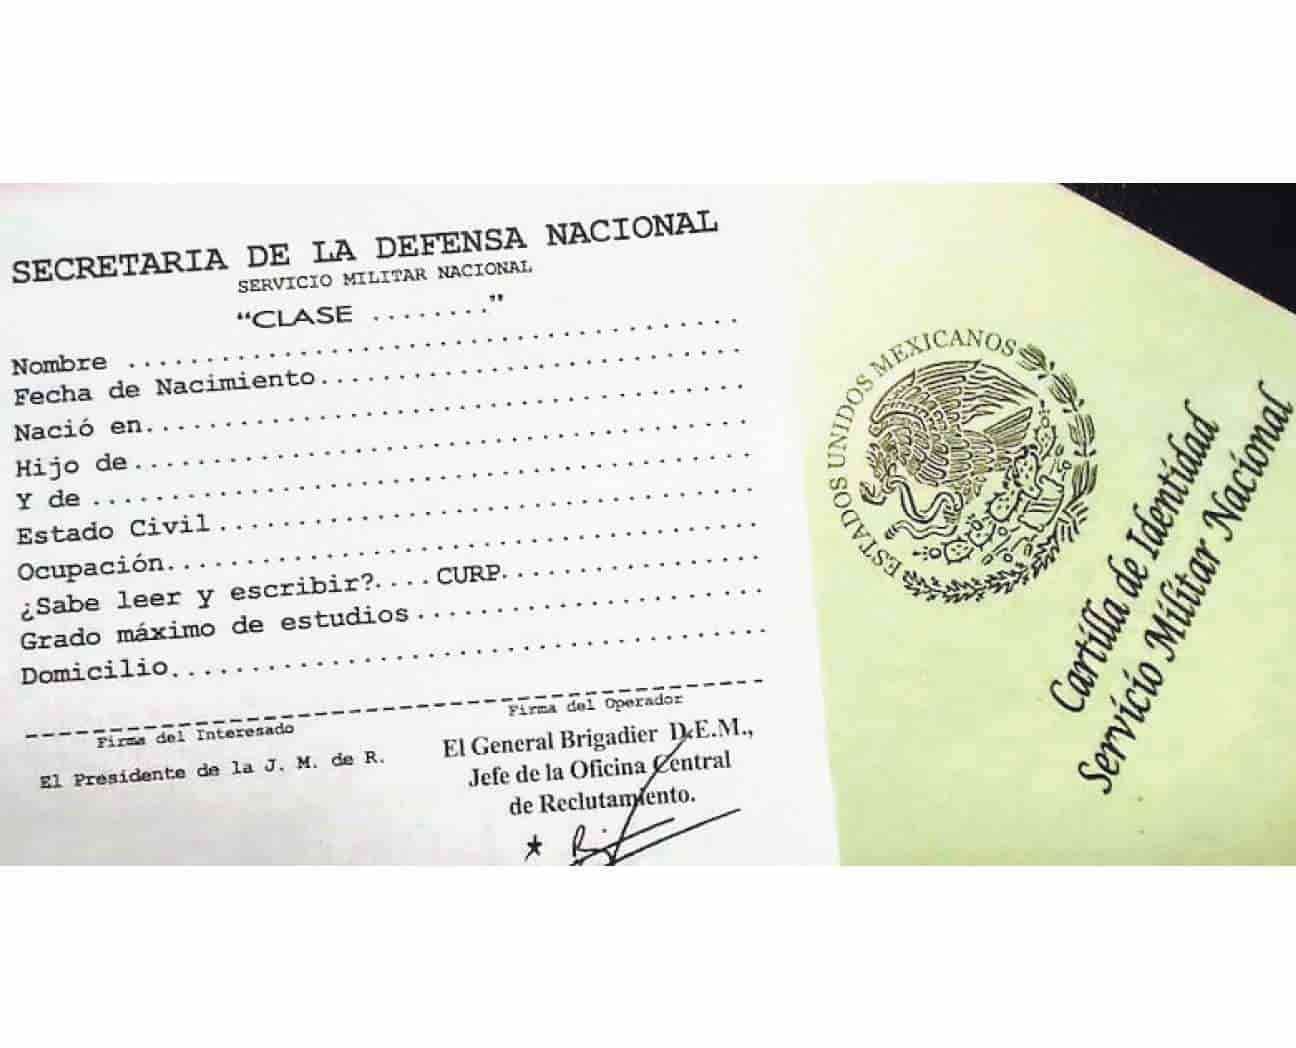 SECRETARIA DE LA DEFENSA NACIONAL
SERVICIO MILITAR NACIONAL
“CLASE ........”
Nombre ......................................
Fecha de Nacimiento..........................
Nació en.....................................
Hijo de......................................
Y de ........................................
Estado Civil.................................
Ocupación....................................
¿Sabe leer y escribir?....CURP...............
Grado máximo de estudios.....................
Domicilio....................................
Firma del Interesado
Firma del Operador
El Presidente de la J. M. de R.
El General Brigadier D.E.M.,
Jefe de la Oficina Central
de Reclutamiento.
ESTADOS UNIDOS MEXICANOS
Cartilla de Identidad
Servicio Militar Nacional